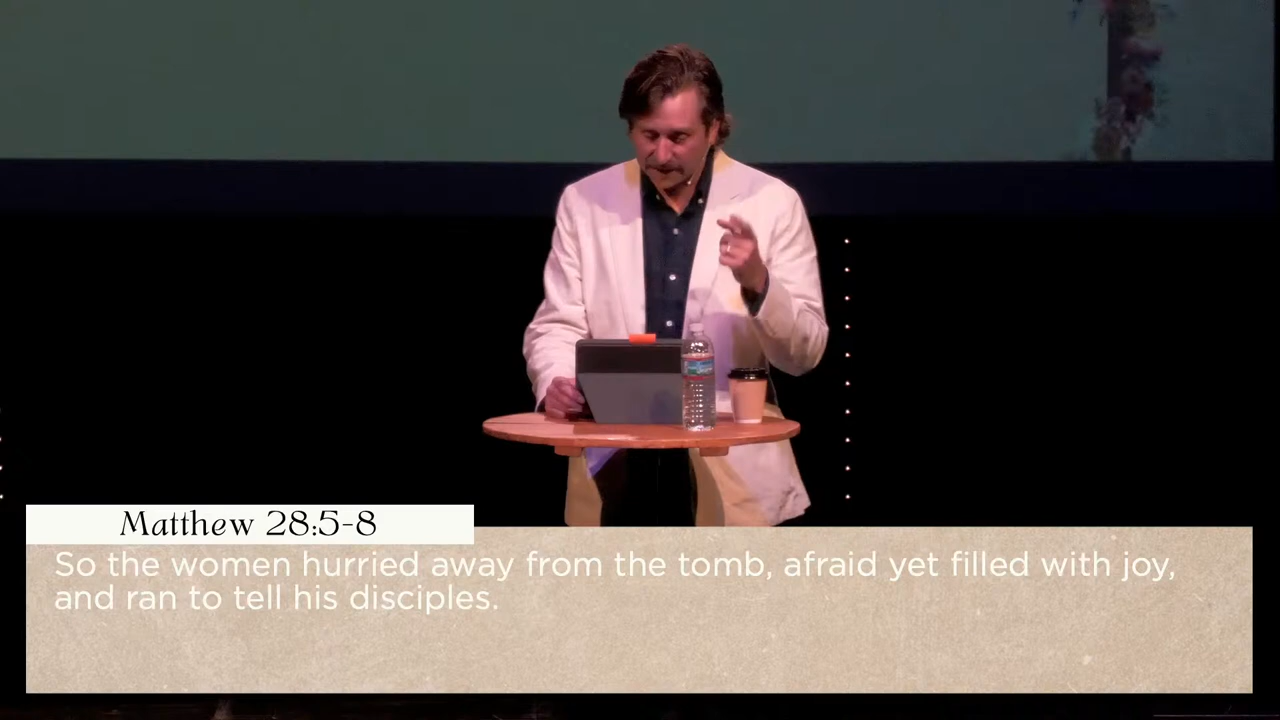 Matthew 28:5-8
So the women hurried away from the tomb, afraid yet filled with joy,
and ran to tell his disciples.